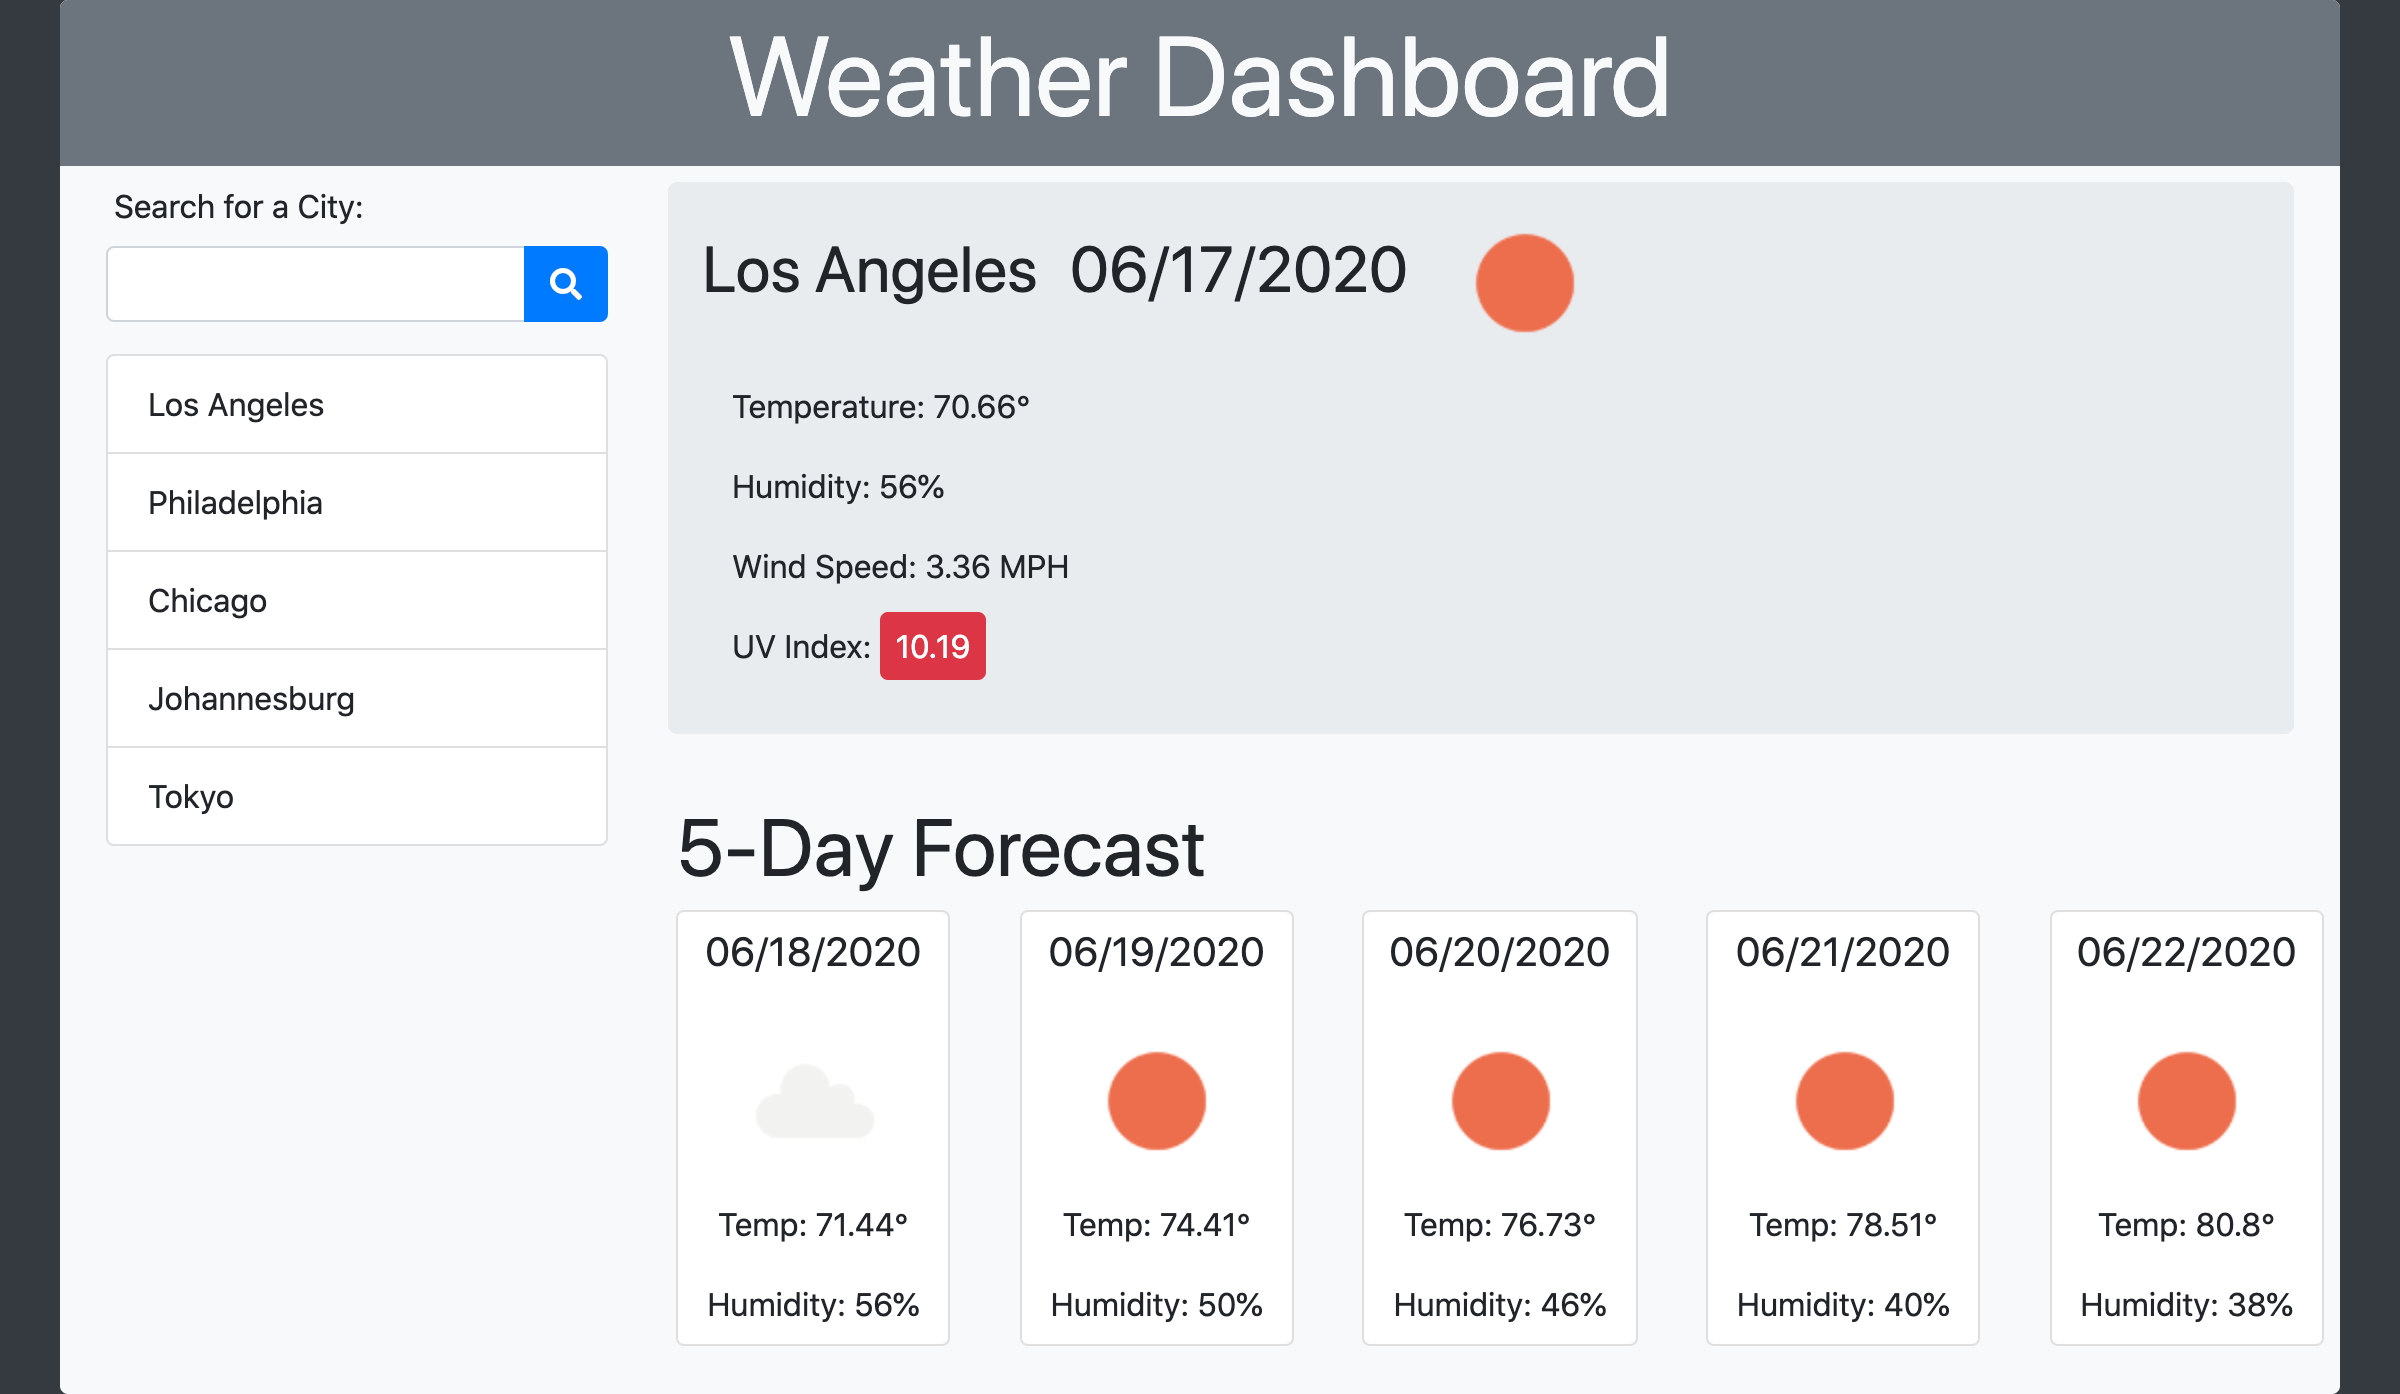 Weather Dashboard
Search for a City:
Los Angeles
Philadelphia
Chicago
Johannesburg
Tokyo
Los Angeles 06/17/2020
Temperature: 70.66°
Humidity: 56%
Wind Speed: 3.36 MPH
UV Index: 10.19
5-Day Forecast
06/18/2020
Temp: 71.44°
Humidity: 56%
06/19/2020
Temp: 74.41°
Humidity: 50%
06/20/2020
Temp: 76.73°
Humidity: 46%
06/21/2020
Temp: 78.51°
Humidity: 40%
06/22/2020
Temp: 80.8°
Humidity: 38%